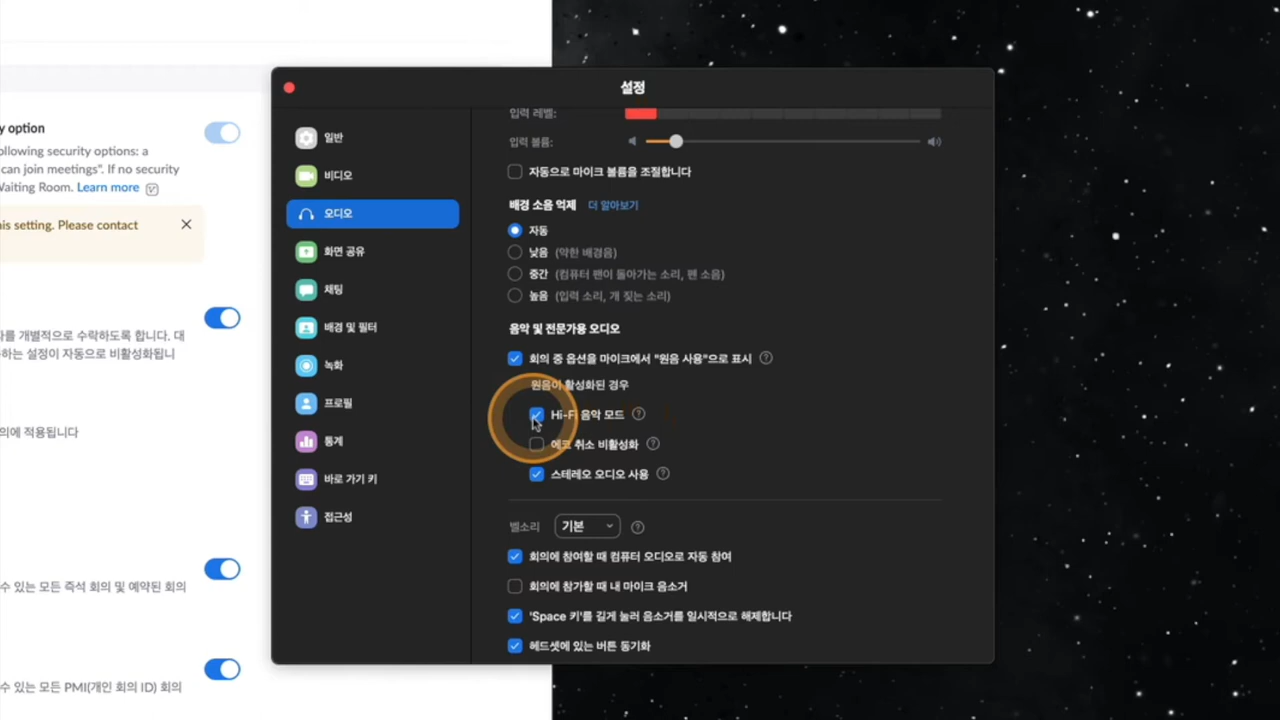 y option
ollowing security options: a
"can join meetings". If no security
Waiting Room. Learn more
his setting. Please contact
를 개별적으로 수락하도록 합니다. 대
하는 설정이 자동으로 비활성화됩니
의에 적용됩니다
수 있는 모든 즉석 회의 및 예약된 회의
수 있는 모든 PMI(개인 회의 ID) 회의
설정
일반
비디오
오디오
화면 공유
채팅
배경 및 필터
녹화
프로필
통계
바로 가기 키
접근성
입력 레벨:
입력 볼륨:
자동으로 마이크 볼륨을 조절합니다
배경 소음 억제 더 알아보기
자동
낮음 (약한 배경음)
중간 (컴퓨터 팬이 돌아가는 소리, 펜 소음)
높음 (입력 소리, 개 짖는 소리)
음악 및 전문가용 오디오
회의 중 옵션을 마이크에서 "원음 사용"으로 표시 ?
원음이 활성화된 경우
Hi-Fi 음악 모드 ?
에코 취소 비활성화 ?
스테레오 오디오 사용 ?
벨소리 기본 ?
회의에 참여할 때 컴퓨터 오디오로 자동 참여
회의에 참가할 때 내 마이크 음소거
'Space 키'를 길게 눌러 음소거를 일시적으로 해제합니다
헤드셋에 있는 버튼 동기화